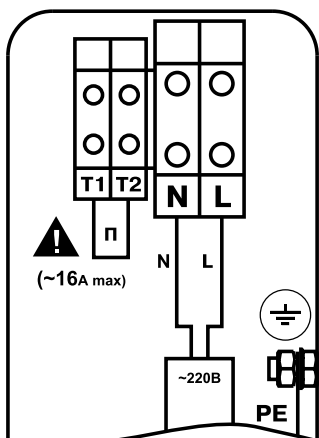 T1 T2
N L
П
N L
(~16A max)
~220В
PE